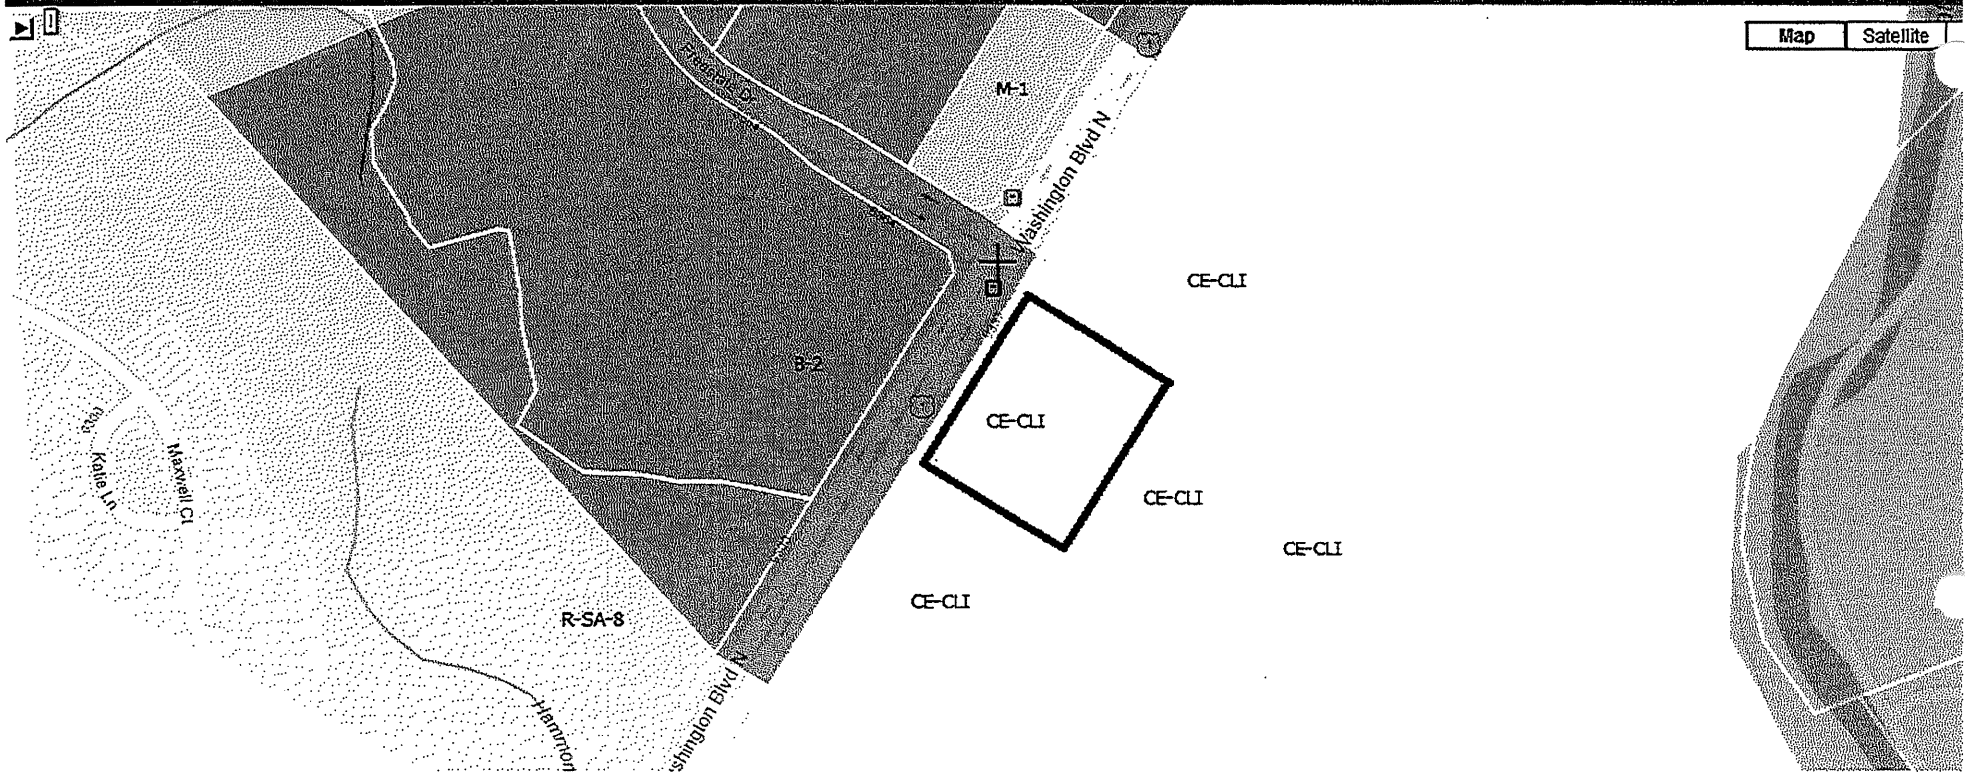 Map
Satellite
M-1
Washington Blvd N
CE-CLI
B-2
CE-CLI
CE-CLI
CE-CLI
CE-CLI
Katie Ln
Maxwell Ct
R-SA-8
shington Blvd N
Hammon